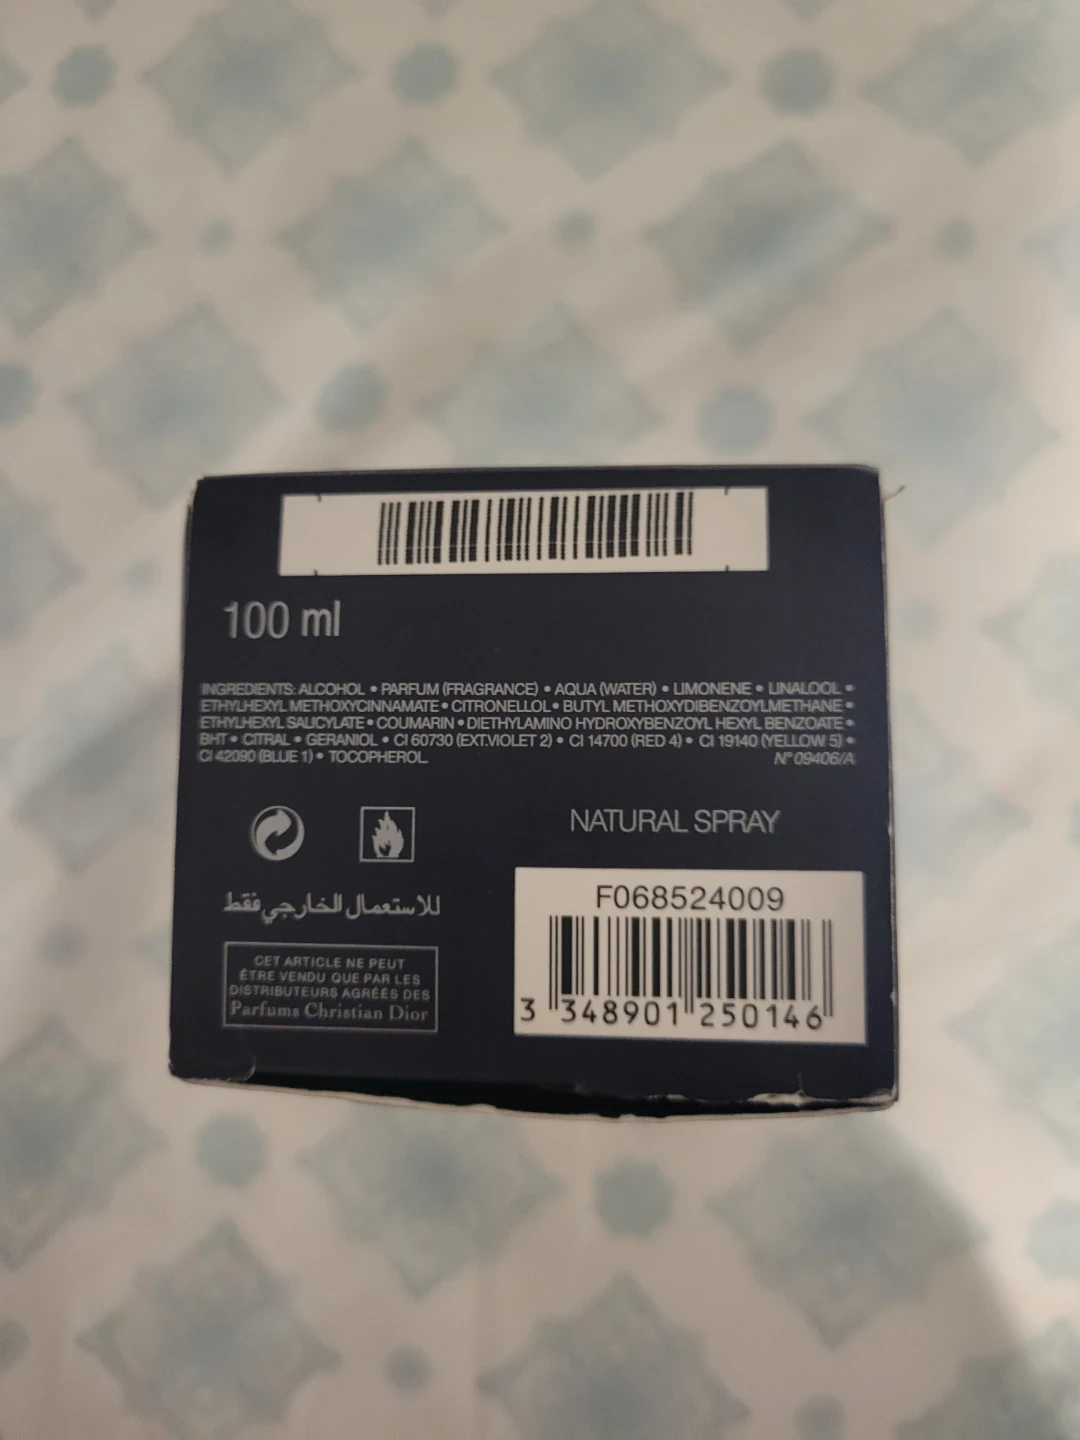 100 ml
INGREDIENTS: ALCOHOL • PARFUM (FRAGRANCE) • AQUA (WATER) • LIMONENE • LINALOOL •
ETHYLHEXYL METHOXYCINNAMATE • CITRONELLOL • BUTYL METHOXYDIBENZOYLMETHANE •
ETHYLHEXYL SALICYLATE • COUMARIN • DIETHYLAMINO HYDROXYBENZOYL HEXYL BENZOATE •
BHT • CITRAL • GERANIOL • CI 60730 (EXT.VIOLET 2) • CI 14700 (RED 4) • CI 19140 (YELLOW 5) •
CI 42090 (BLUE 1) • TOCOPHEROL. N° 09406/A
NATURAL SPRAY
للاستعمال الخارجي فقط
CET ARTICLE NE PEUT
ÊTRE VENDU QUE PAR LES
DISTRIBUTEURS AGRÉÉS DES
Parfums Christian Dior
F068524009
3 348901 250146